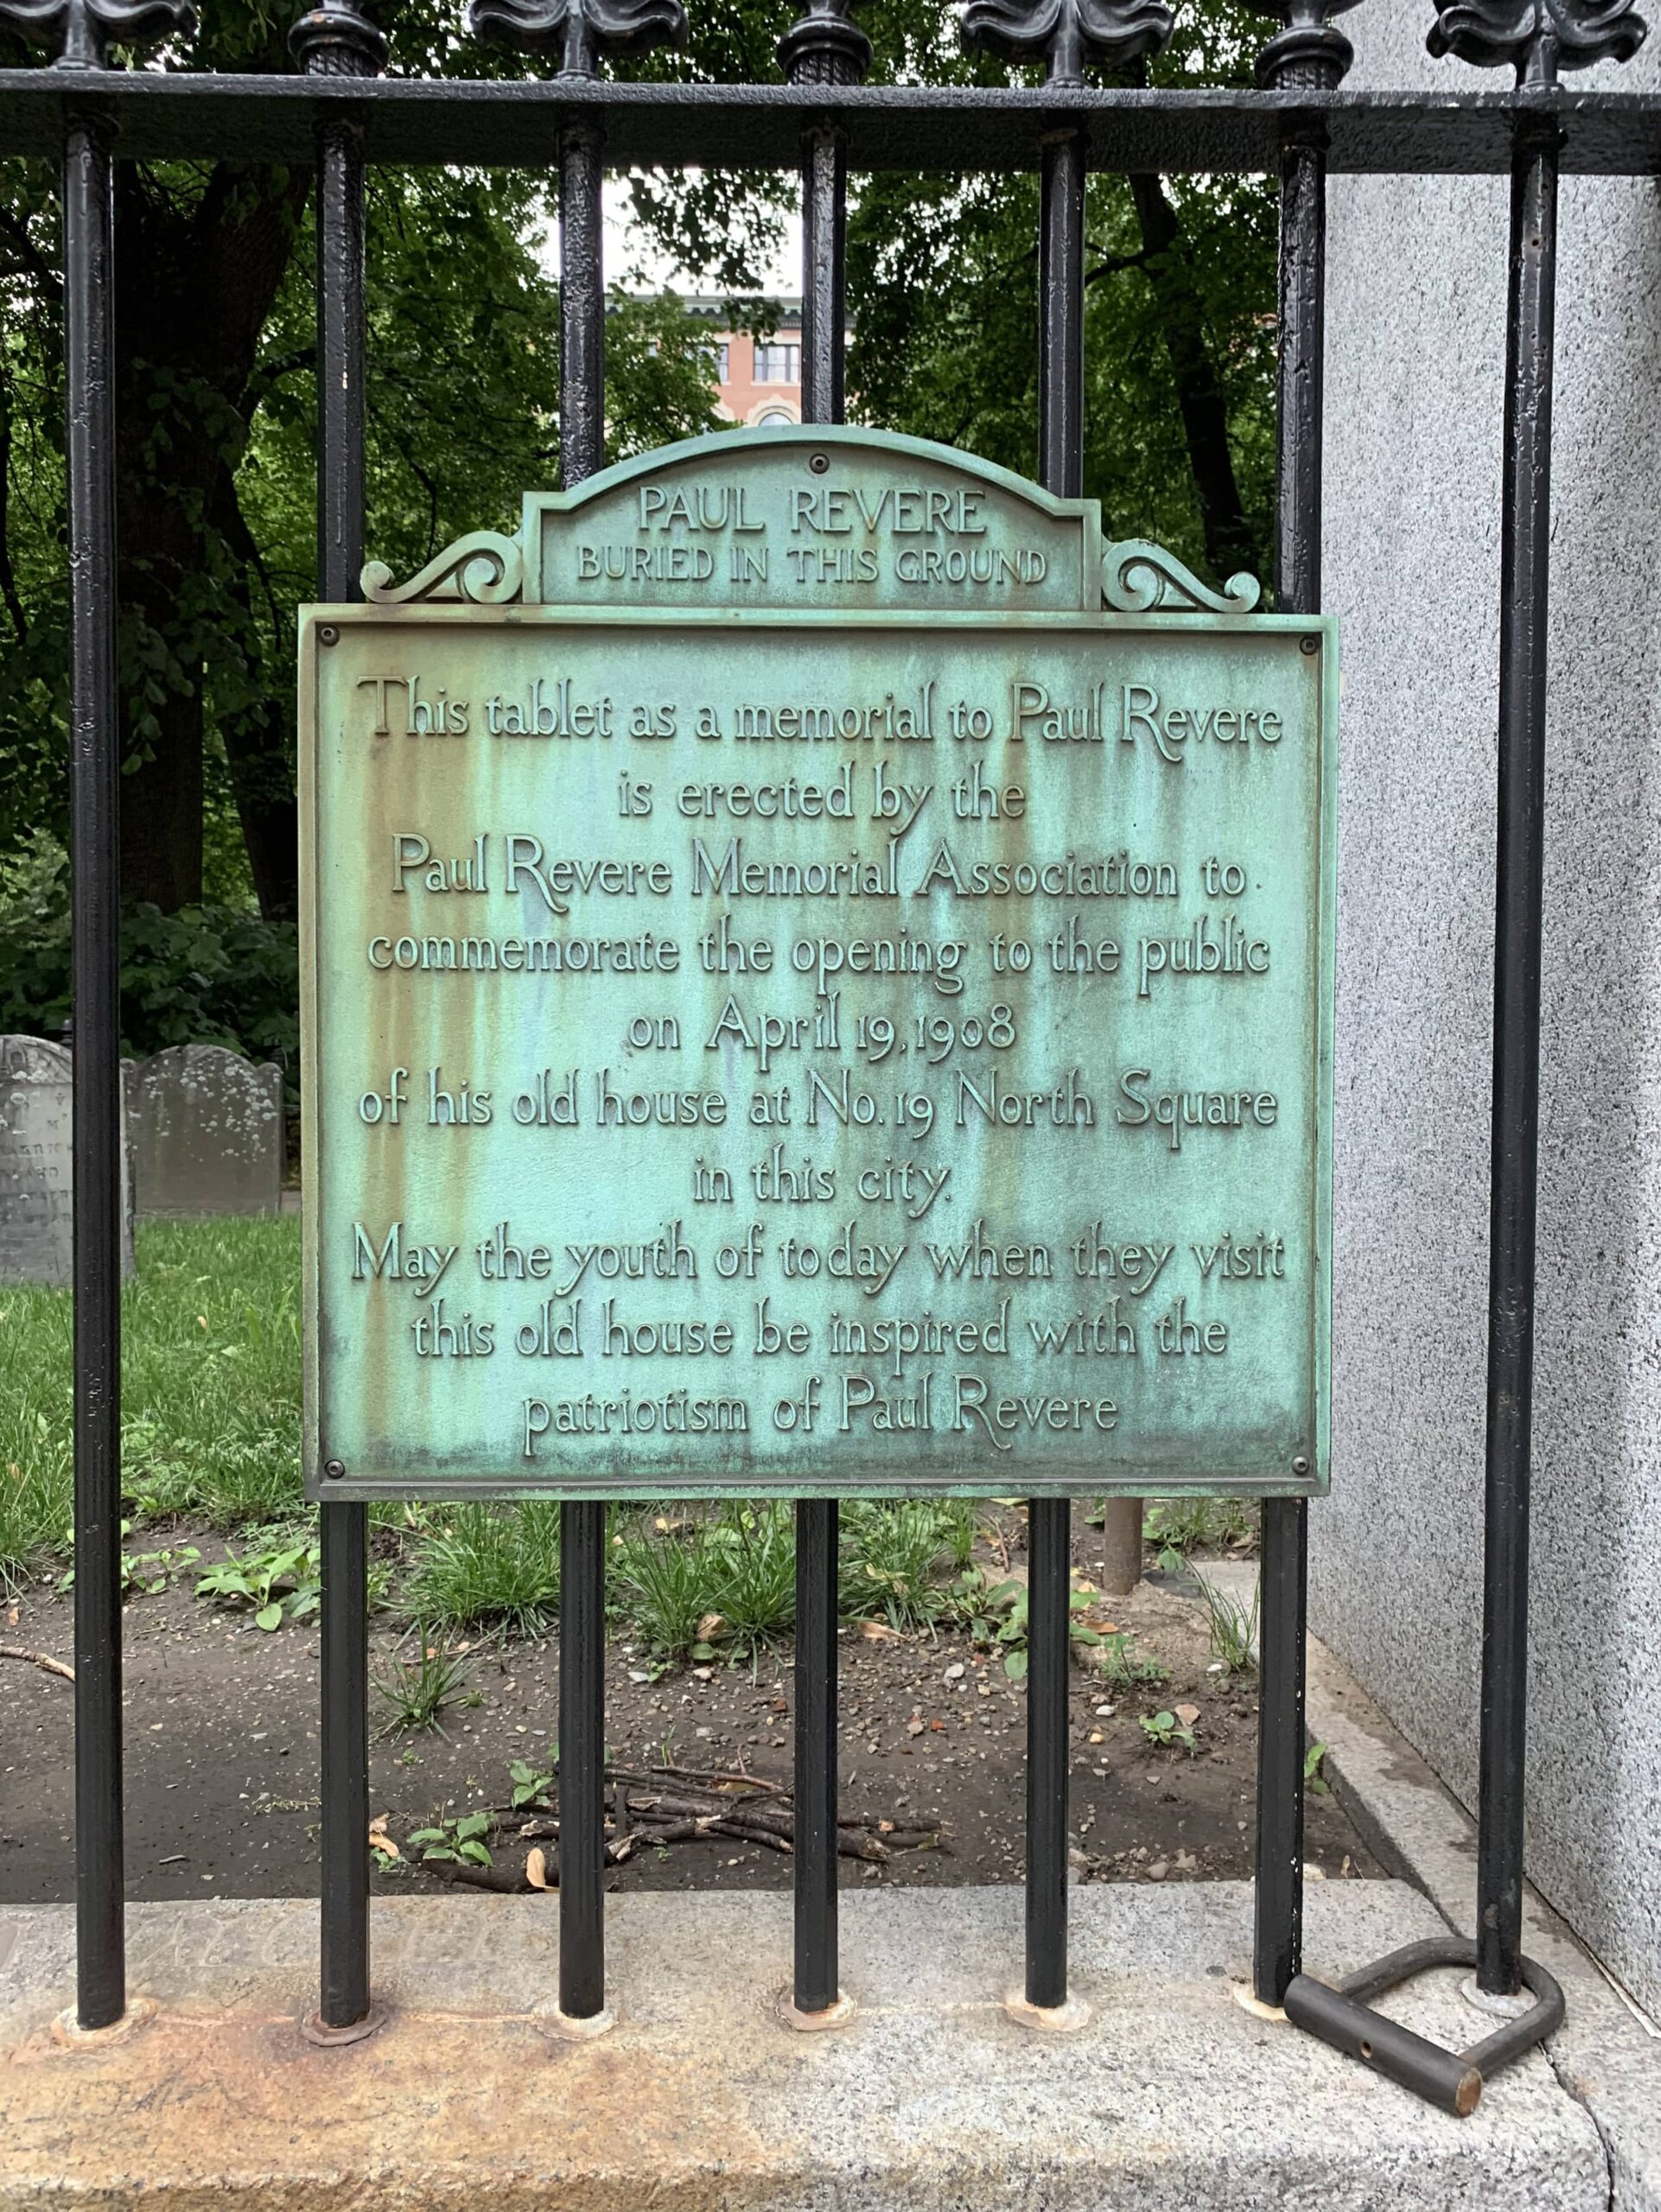 PAUL REVERE
BURIED IN THIS GROUND
This tablet as a memorial to Paul Revere
is erected by the
Paul Revere Memorial Association to
commemorate the opening to the public
on April 19, 1908
of his old house at No. 19 North Square
in this city.
May the youth of today when they visit
this old house be inspired with the
patriotism of Paul Revere